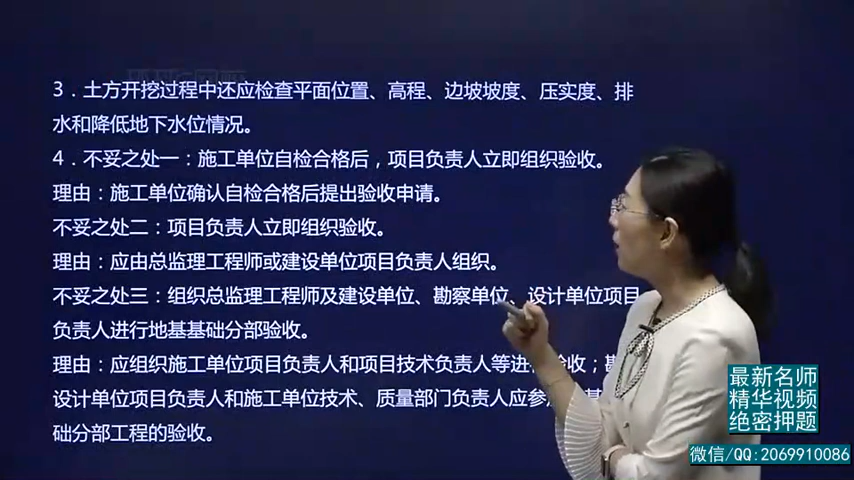 3．土方开挖过程中还应检查平面位置、高程、边坡坡度、压实度、排
水和降低地下水位情况。
4．不妥之处一：施工单位自检合格后，项目负责人立即组织验收。
理由：施工单位确认自检合格后提出验收申请。
不妥之处二：项目负责人立即组织验收。
理由：应由总监理工程师或建设单位项目负责人组织。
不妥之处三：组织总监理工程师及建设单位、勘察单位、设计单位项目
负责人进行地基基础分部验收。
理由：应组织施工单位项目负责人和项目技术负责人等进 收；
设计单位项目负责人和施工单位技术、质量部门负责人应参
础分部工程的验收。
最新名师
精华视频
绝密押题
微信/QQ:2069910086